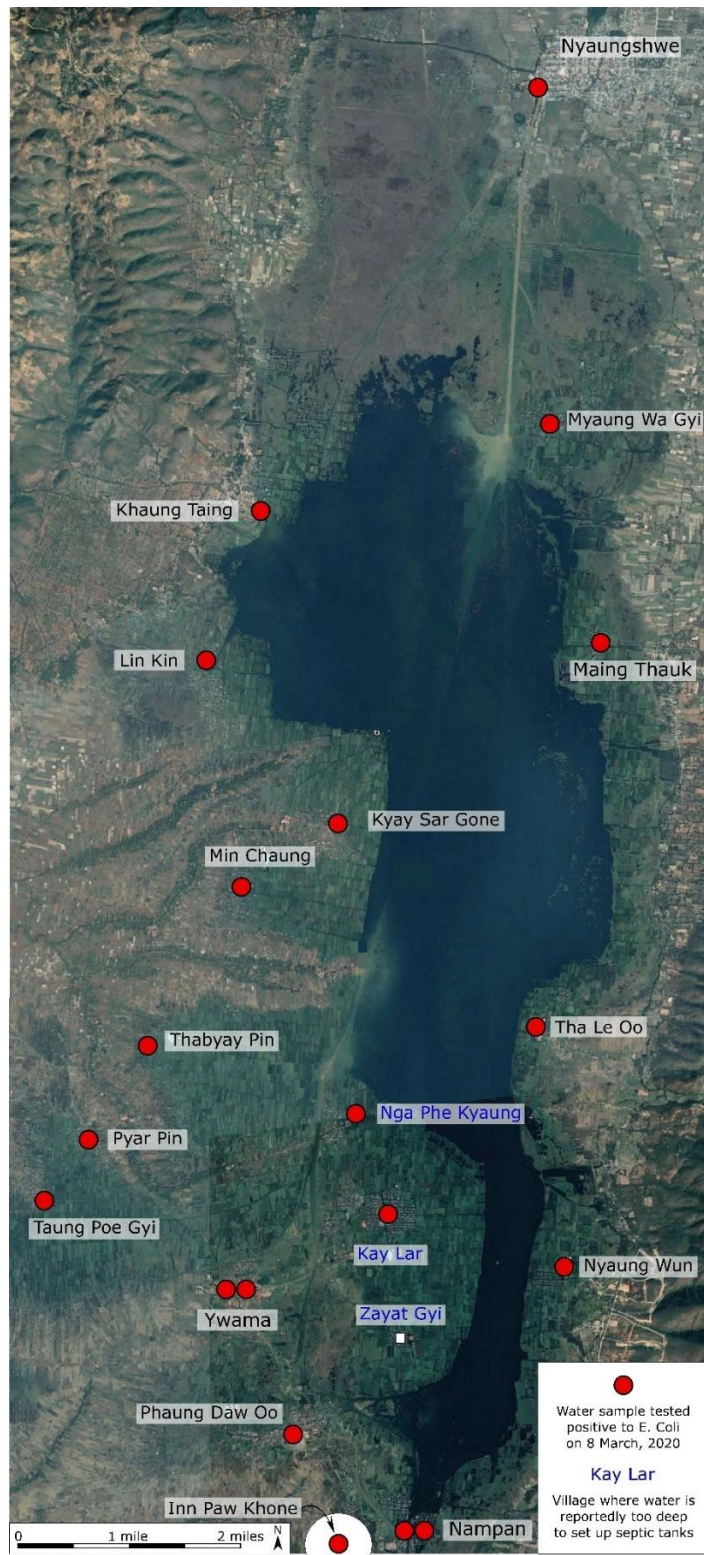 Nyaungshwe
Myaung Wa Gyi
Khaung Taing
Maing Thauk
Lin Kin
Kyay Sar Gone
Min Chaung
Tha Le Oo
Thabyay Pin
Nga Phe Kyaung
Pyar Pin
Taung Poe Gyi
Kay Lar
Nyaung Wun
Ywama
Zayat Gyi
Phaung Daw Oo
Inn Paw Khone
Nampan
0 1 mile 2 miles N
Water sample tested
positive to E. Coli
on 8 March, 2020
Kay Lar
Village where water is
reportedly too deep
to set up septic tanks